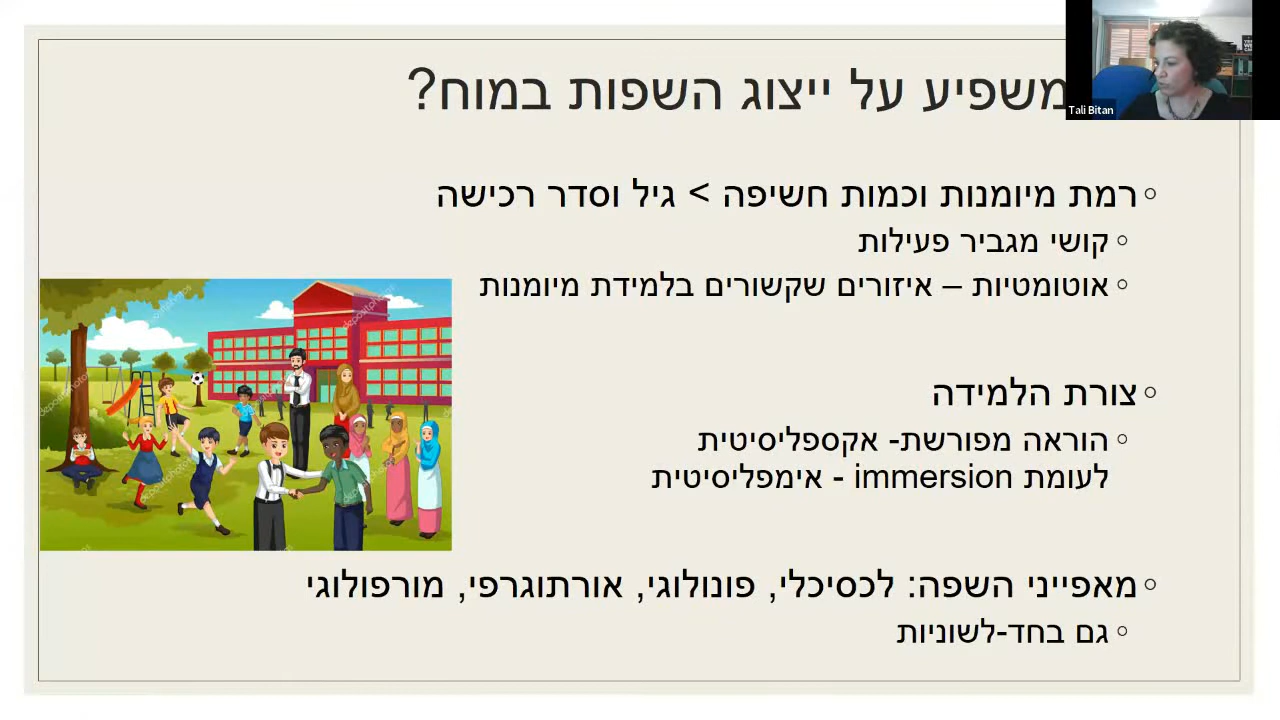 משפיע על ייצוג השפות במוח?
Tali Bitan
◦רמת מיומנות וכמות חשיפה > גיל וסדר רכישה
◦קושי מגביר פעילות
◦אוטומטיות – איזורים שקשורים בלמידת מיומנות
◦צורת הלמידה
◦הוראה מפורשת- אקספליסיטית
לעומת immersion - אימפליסיטית
◦מאפייני השפה: לכסיכלי, פונולוגי, אורתוגרפי, מורפולוגי
◦גם בחד-לשוניות
depositphotos